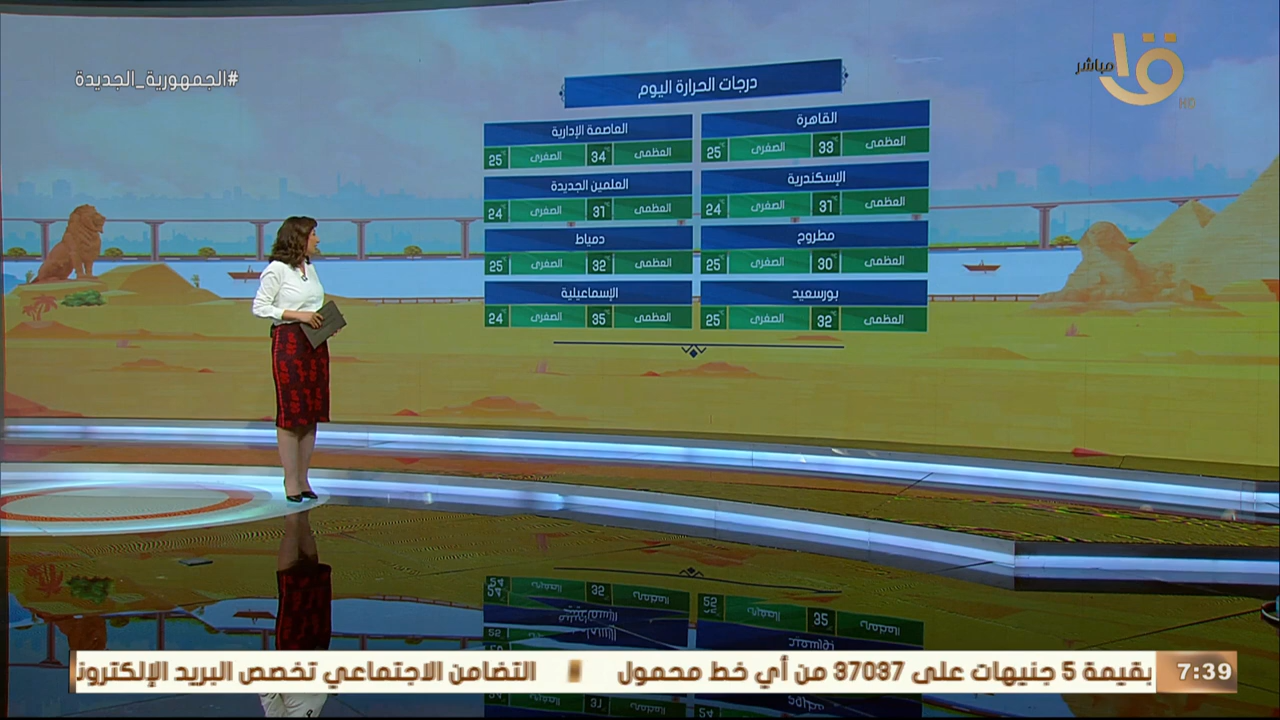 #الجمهورية_الجديدة
مباشر
HD
درجات الحرارة اليوم
القاهرة
العظمى 33 الصغرى 25
العاصمة الإدارية
العظمى 34 الصغرى 25
الإسكندرية
العظمى 31 الصغرى 24
العلمين الجديدة
العظمى 31 الصغرى 24
مطروح
العظمى 30 الصغرى 25
دمياط
العظمى 32 الصغرى 25
بورسعيد
العظمى 32 الصغرى 25
الإسماعيلية
العظمى 35 الصغرى 24
7:39 بقيمة 5 جنيهات على 37037 من أي خط محمول التضامن الاجتماعي تخصص البريد